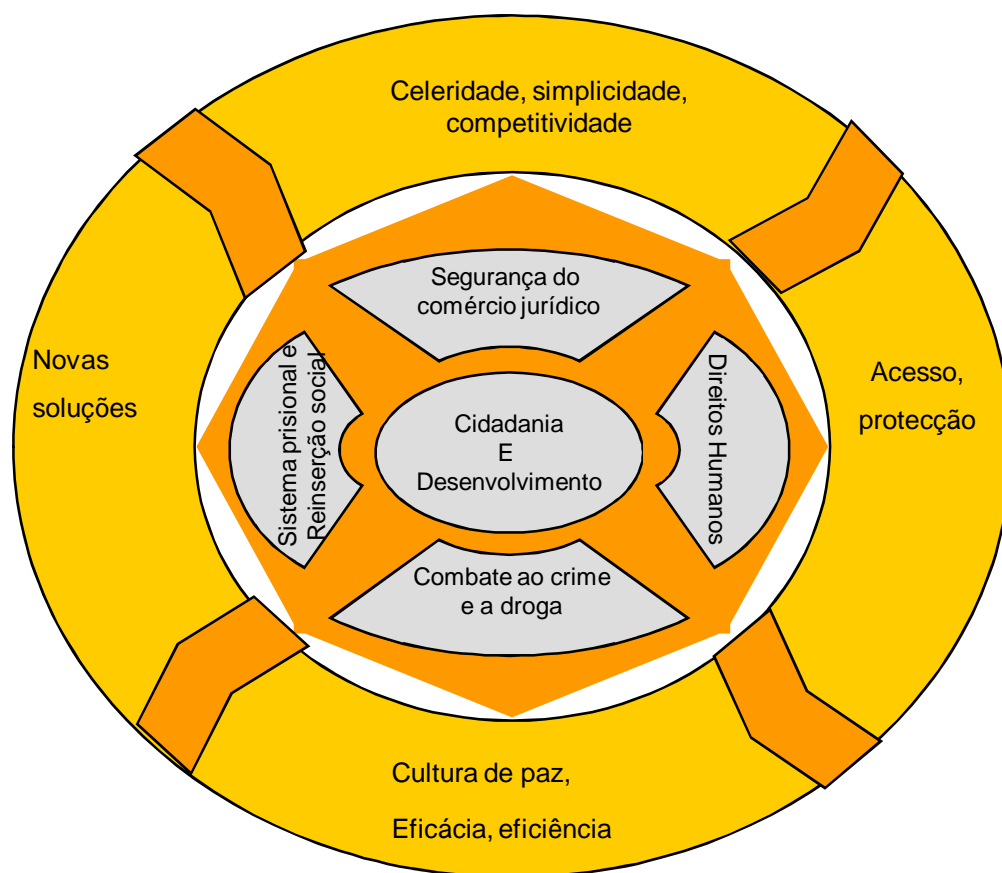 Celeridade, simplicidade,
competitividade
Segurança do
comércio jurídico
Novas
soluções
Sistema prisional e
Reinserção social
Cidadania
E
Desenvolvimento
Direitos Humanos
Acesso,
protecção
Combate ao crime
e a droga
Cultura de paz,
Eficácia, eficiência